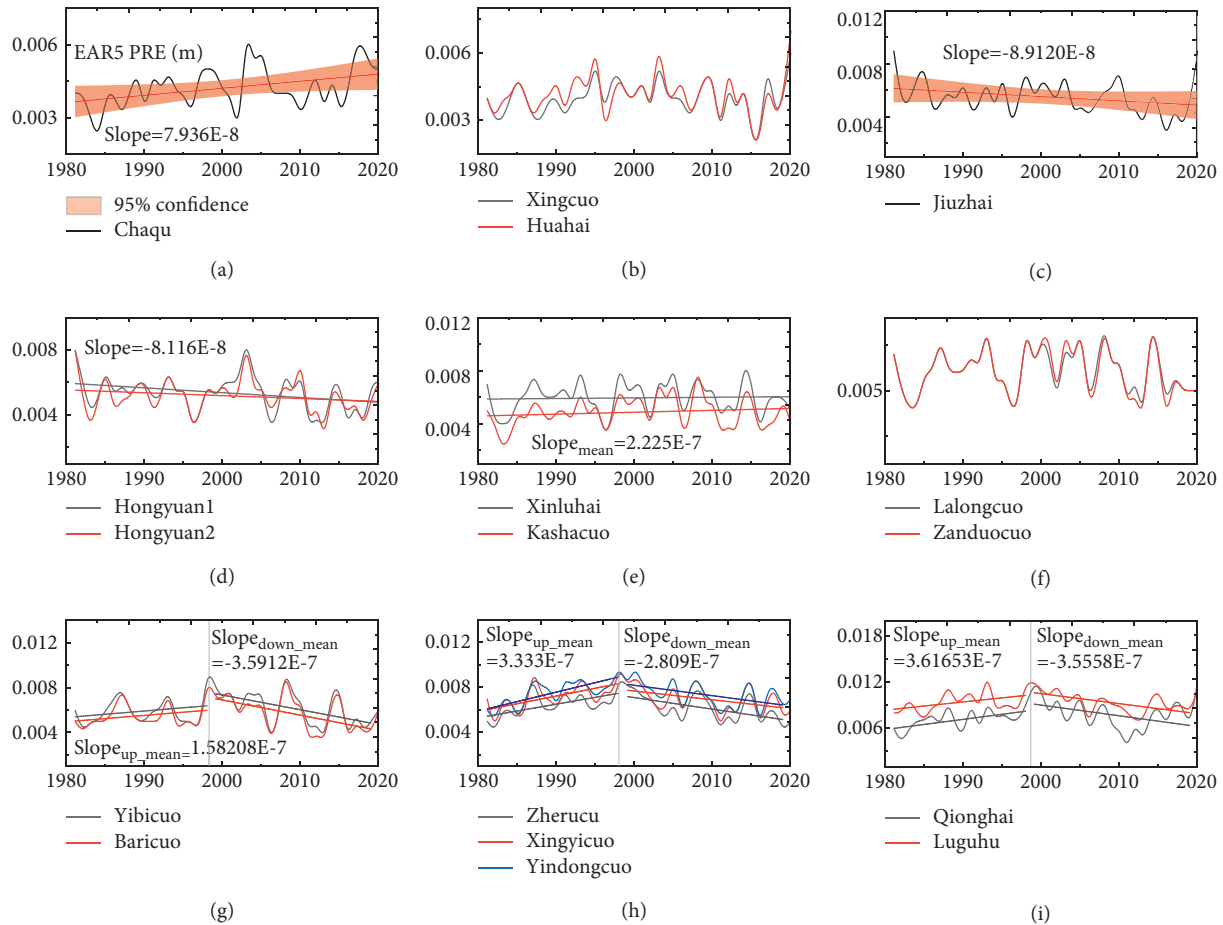 0.006
0.003
EAR5 PRE (m)
Slope=7.936E-8
1980 1990 2000 2010 2020
95% confidence
Chaqu
(a)
0.006
0.003
1980 1990 2000 2010 2020
Xingcuo
Huahai
(b)
0.012
0.008
0.004
Slope=-8.9120E-8
1980 1990 2000 2010 2020
Jiuzhai
(c)
0.008
0.004
Slope=-8.116E-8
1980 1990 2000 2010 2020
Hongyuan1
Hongyuan2
(d)
0.012
0.008
0.004
Slope_mean=2.225E-7
1980 1990 2000 2010 2020
Xinluhai
Kashacuo
(e)
0.005
1980 1990 2000 2010 2020
Lalongcuo
Zanduocuo
(f)
0.012
0.008
0.004
Slope_down_mean
=-3.5912E-7
Slope_up_mean=1.58208E-7
1980 1990 2000 2010 2020
Yibicuo
Baricuo
(g)
0.012
0.008
0.004
Slope_up_mean
=3.333E-7
Slope_down_mean
=-2.809E-7
1980 1990 2000 2010 2020
Zherucu
Xingyicuo
Yindongcuo
(h)
0.018
0.012
0.006
Slope_up_mean
=3.61653E-7
Slope_down_mean
=-3.5558E-7
1980 1990 2000 2010 2020
Qionghai
Luguhu
(i)